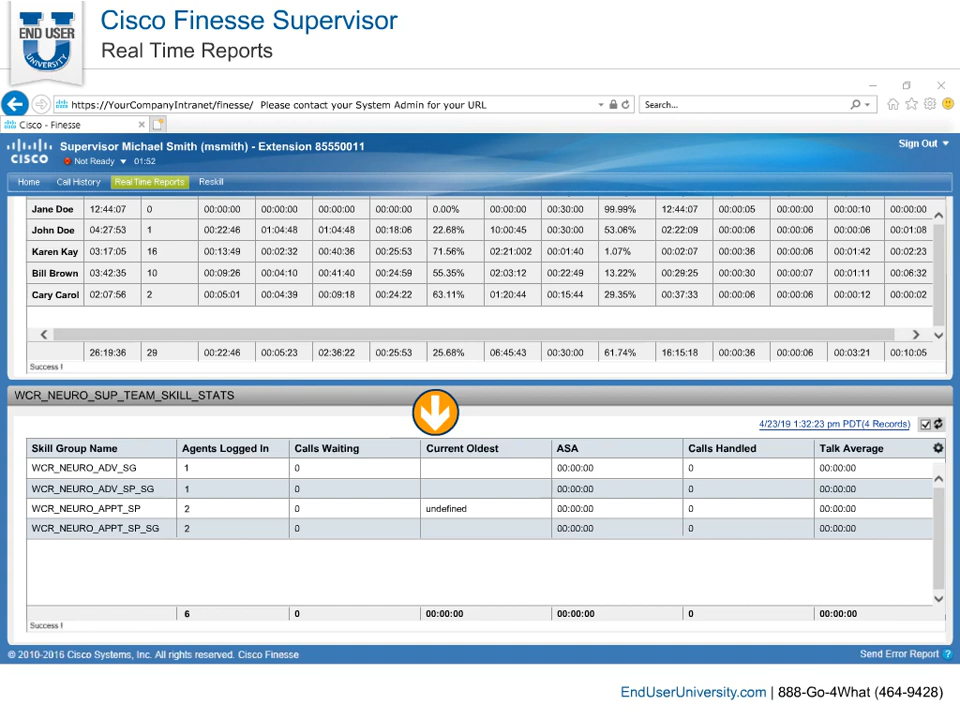 END USER
UNIVERSITY
Cisco Finesse Supervisor
Real Time Reports
https://YourCompanyIntranet/finesse/ Please contact your System Admin for your URL
Search...
Cisco - Finesse
CISCO
Supervisor Michael Smith (msmith) - Extension 85550011
Sign Out
Not Ready 01:52
Home Call History Real Time Reports Reskill
Jane Doe 12:44:07 0 00:00:00 00:00:00 00:00:00 00:00:00 0.00% 00:00:00 00:30:00 99.99% 12:44:07 00:00:05 00:00:00 00:00:10 00:00:00
John Doe 04:27:53 1 00:22:46 01:04:48 01:04:48 00:18:06 22.68% 10:00:45 00:30:00 53.06% 02:22:09 00:00:06 00:00:06 00:00:06 00:01:08
Karen Kay 03:17:05 16 00:13:49 00:02:32 00:40:36 00:25:53 71.56% 02:21:002 00:01:40 1.07% 00:02:07 00:00:36 00:00:06 00:01:42 00:02:23
Bill Brown 03:42:35 10 00:09:26 00:04:10 00:41:40 00:24:59 55.35% 02:03:12 00:22:49 13.22% 00:29:25 00:00:30 00:00:07 00:01:11 00:06:32
Cary Carol 02:07:56 2 00:05:01 00:04:39 00:09:18 00:24:22 63.11% 01:20:44 00:15:44 29.35% 00:37:33 00:00:06 00:00:06 00:00:12 00:00:02
26:19:36 29 00:22:46 00:05:23 02:36:22 00:25:53 25.68% 06:45:43 00:30:00 61.74% 16:15:18 00:00:36 00:00:06 00:03:21 00:10:05
Success !
WCR_NEURO_SUP_TEAM_SKILL_STATS
4/23/19 1:32:23 pm PDT(4 Records)
Skill Group Name Agents Logged In Calls Waiting Current Oldest ASA Calls Handled Talk Average
WCR_NEURO_ADV_SG 1 0 00:00:00 0 00:00:00
WCR_NEURO_ADV_SP_SG 1 0 00:00:00 0 00:00:00
WCR_NEURO_APPT_SP 2 0 undefined 00:00:00 0 00:00:00
WCR_NEURO_APPT_SP_SG 2 0 00:00:00 0 00:00:00
6 0 00:00:00 00:00:00 0 00:00:00
Success !
© 2010-2016 Cisco Systems, Inc. All rights reserved. Cisco Finesse
Send Error Report ?
EndUserUniversity.com | 888-Go-4What (464-9428)